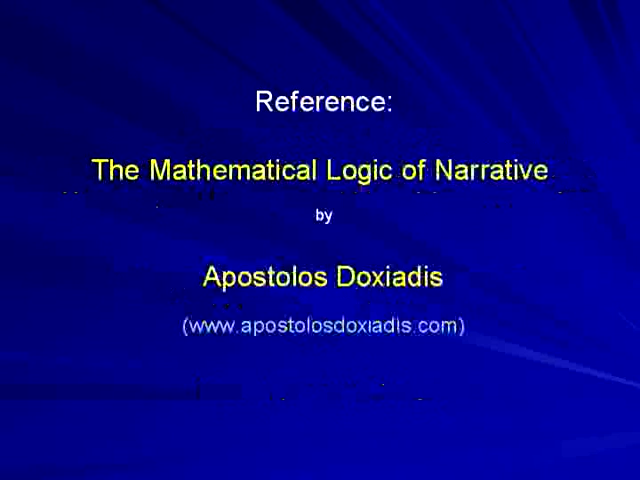 Reference:
The Mathematical Logic of Narrative
by
Apostolos Doxiadis
(www.apostolosdoxiadis.com)